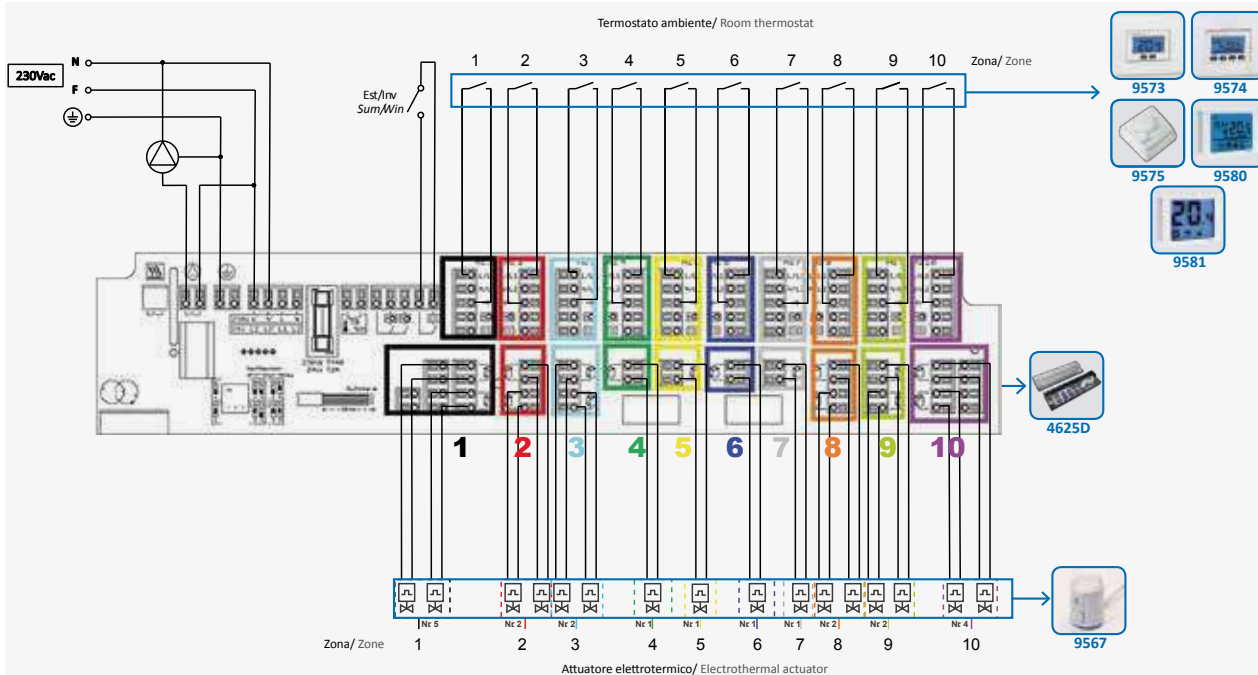 Termostato ambiente/ Room thermostat
1 2 3 4 5 6 7 8 9 10 Zona/ Zone
N
230Vac
F
Est/Inv
Sum/Win
9573 9574
9575 9580
9581
4625D
1 2 3 4 5 6 7 8 9 10
Nr 5 Nr 2 Nr 2 Nr 1 Nr 1 Nr 1 Nr 1 Nr 2 Nr 2 Nr 4
Zona/ Zone 1 2 3 4 5 6 7 8 9 10
9567
Attuatore elettrotermico/ Electrothermal actuator